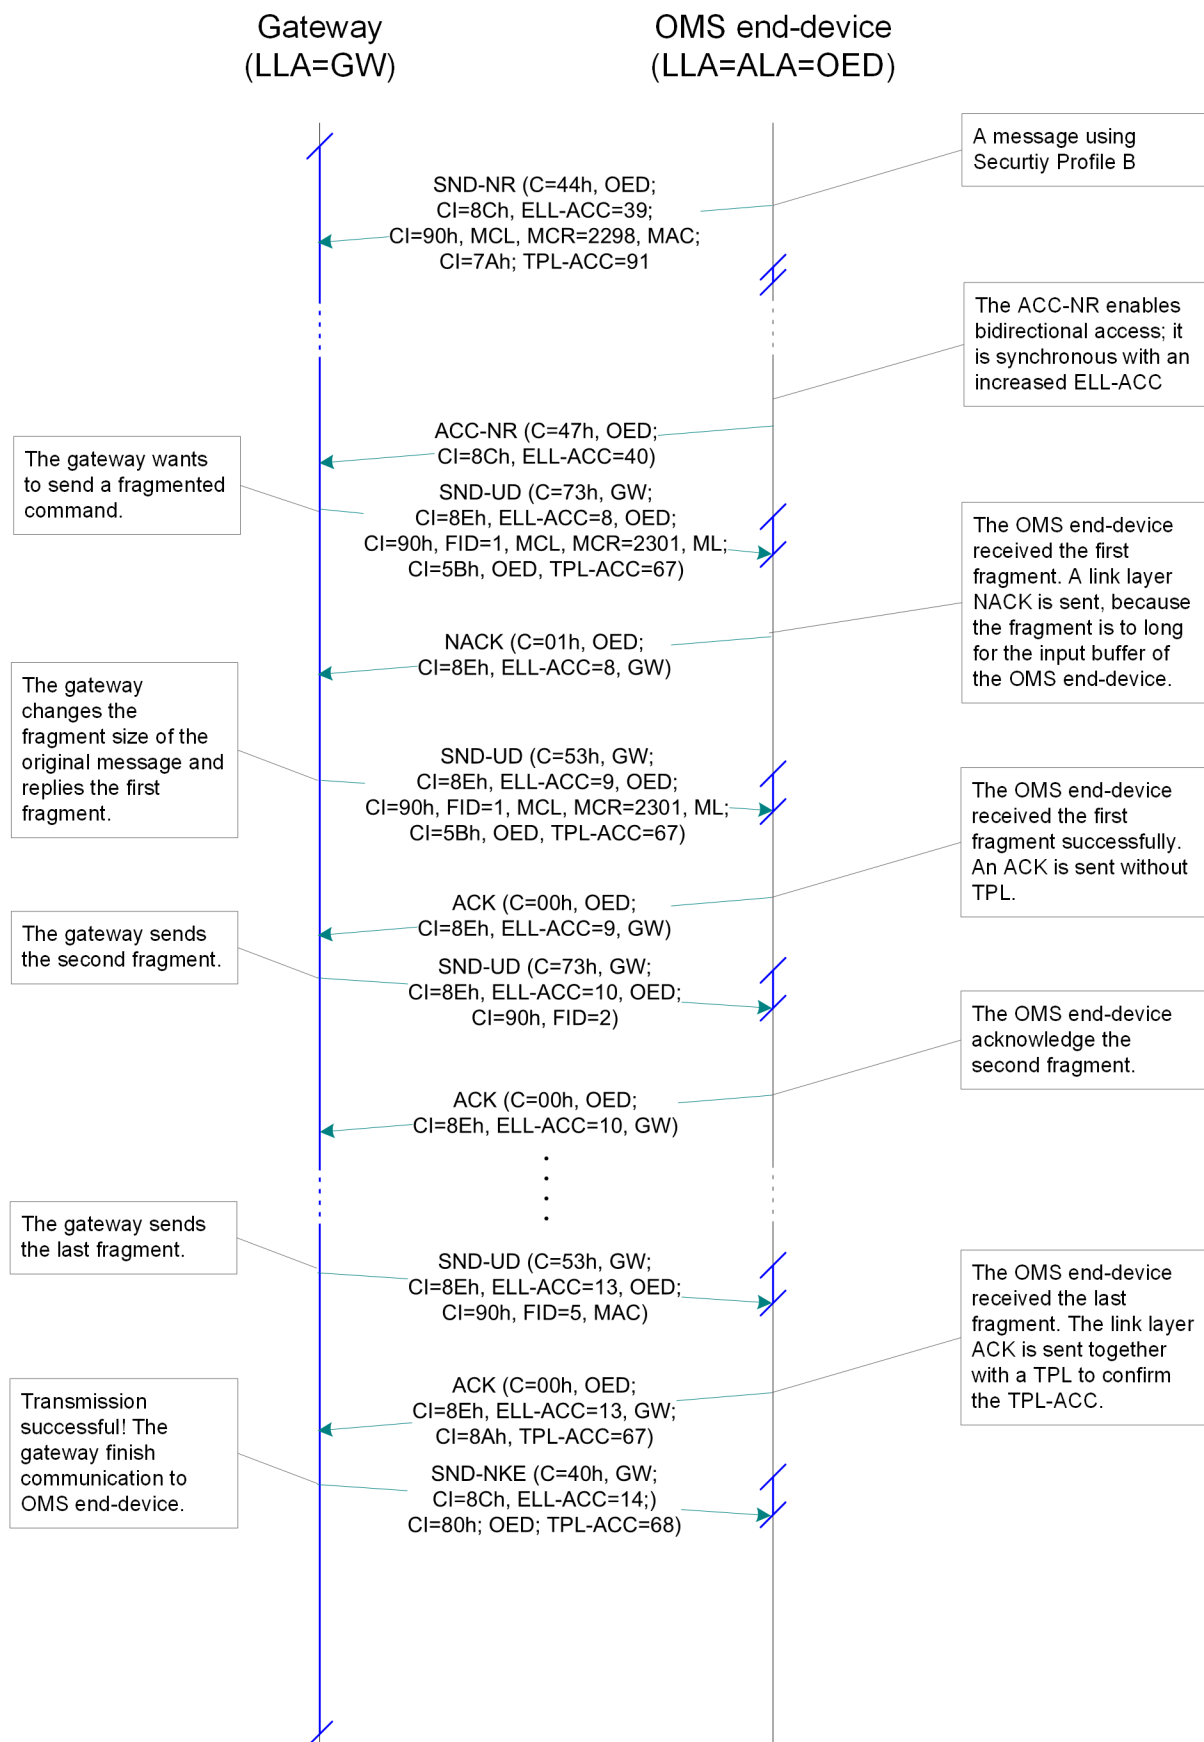 Gateway
(LLA=GW)
OMS end-device
(LLA=ALA=OED)
A message using
Securtiy Profile B
SND-NR (C=44h, OED;
CI=8Ch, ELL-ACC=39;
CI=90h, MCL, MCR=2298, MAC;
CI=7Ah; TPL-ACC=91
The ACC-NR enables
bidirectional access; it
is synchronous with an
increased ELL-ACC
ACC-NR (C=47h, OED;
CI=8Ch, ELL-ACC=40)
The gateway wants
to send a fragmented
command.
SND-UD (C=73h, GW;
CI=8Eh, ELL-ACC=8, OED;
CI=90h, FID=1, MCL, MCR=2301, ML;
CI=5Bh, OED, TPL-ACC=67)
The OMS end-device
received the first
fragment. A link layer
NACK is sent, because
the fragment is to long
for the input buffer of
the OMS end-device.
NACK (C=01h, OED;
CI=8Eh, ELL-ACC=8, GW)
The gateway
changes the
fragment size of the
original message and
replies the first
fragment.
SND-UD (C=53h, GW;
CI=8Eh, ELL-ACC=9, OED;
CI=90h, FID=1, MCL, MCR=2301, ML;
CI=5Bh, OED, TPL-ACC=67)
The OMS end-device
received the first
fragment successfully.
An ACK is sent without
TPL.
ACK (C=00h, OED;
CI=8Eh, ELL-ACC=9, GW)
The gateway sends
the second fragment.
SND-UD (C=73h, GW;
CI=8Eh, ELL-ACC=10, OED;
CI=90h, FID=2)
The OMS end-device
acknowledge the
second fragment.
ACK (C=00h, OED;
CI=8Eh, ELL-ACC=10, GW)
The gateway sends
the last fragment.
SND-UD (C=53h, GW;
CI=8Eh, ELL-ACC=13, OED;
CI=90h, FID=5, MAC)
The OMS end-device
received the last
fragment. The link layer
ACK is sent together
with a TPL to confirm
the TPL-ACC.
ACK (C=00h, OED;
CI=8Eh, ELL-ACC=13, GW;
CI=8Ah, TPL-ACC=67)
Transmission
successful! The
gateway finish
communication to
OMS end-device.
SND-NKE (C=40h, GW;
CI=8Ch, ELL-ACC=14;)
CI=80h; OED; TPL-ACC=68)